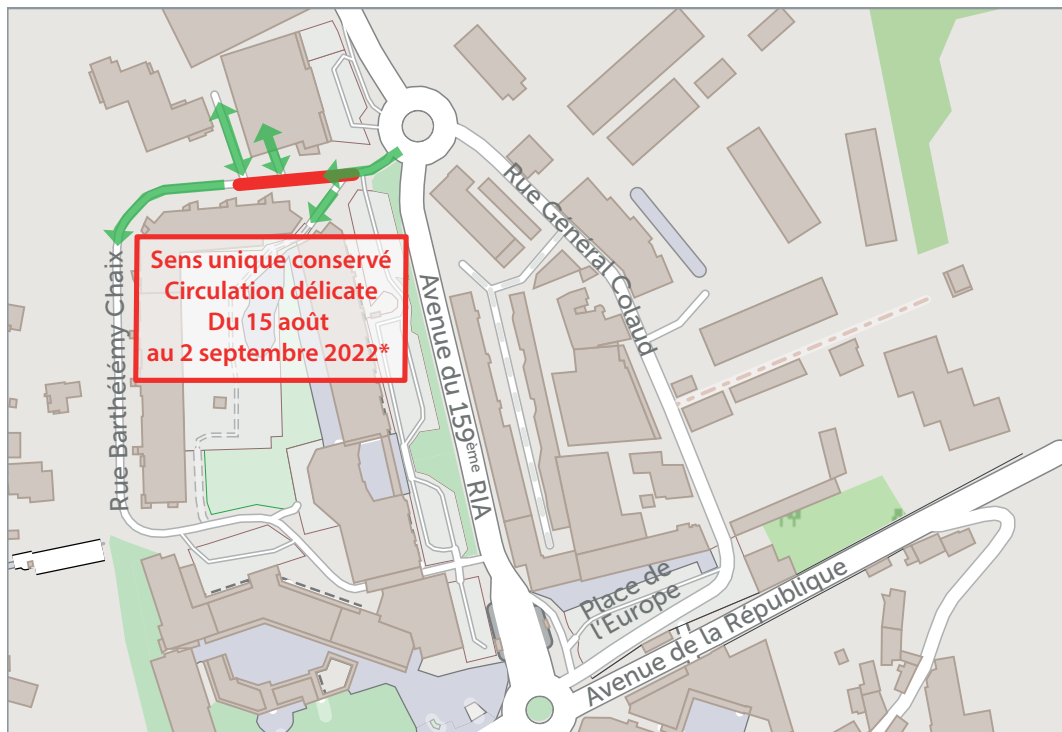 Sens unique conservé
Circulation délicate
Du 15 août
au 2 septembre 2022*
Rue Barthélémy Chaix
Avenue du 159ème RIA
Rue Général Colaud
Place de
l'Europe
Avenue de la République